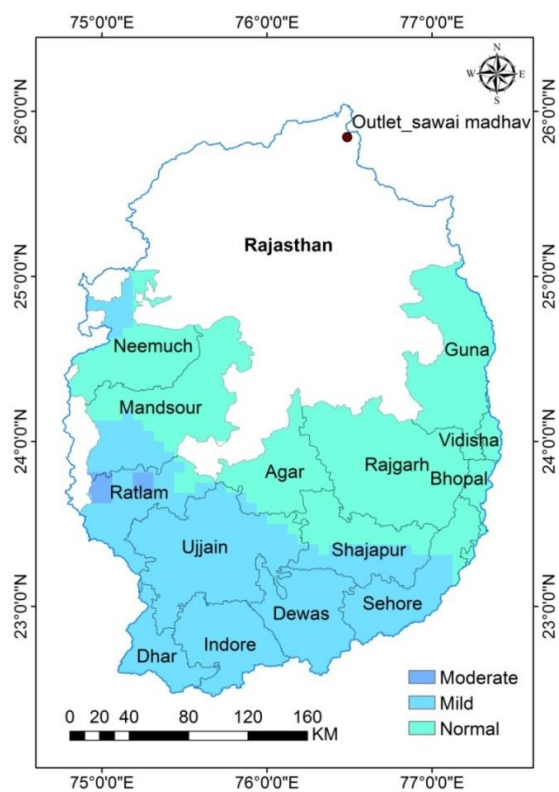 75°0'0"E 76°0'0"E 77°0'0"E
N
W E
S
26°0'0"N 26°0'0"N
Outlet_sawai madhav
Rajasthan
25°0'0"N 25°0'0"N
Neemuch
Guna
Mandsour
24°0'0"N 24°0'0"N
Vidisha
Agar
Rajgarh
Bhopal
Ratlam
Ujjain
Shajapur
23°0'0"N 23°0'0"N
Dewas
Sehore
Indore
Dhar
Moderate
Mild
Normal
0 20 40 80 120 160
KM
75°0'0"E 76°0'0"E 77°0'0"E